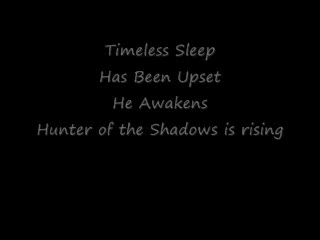 Timeless Sleep
Has Been Upset
He Awakens
Hunter of the Shadows is rising